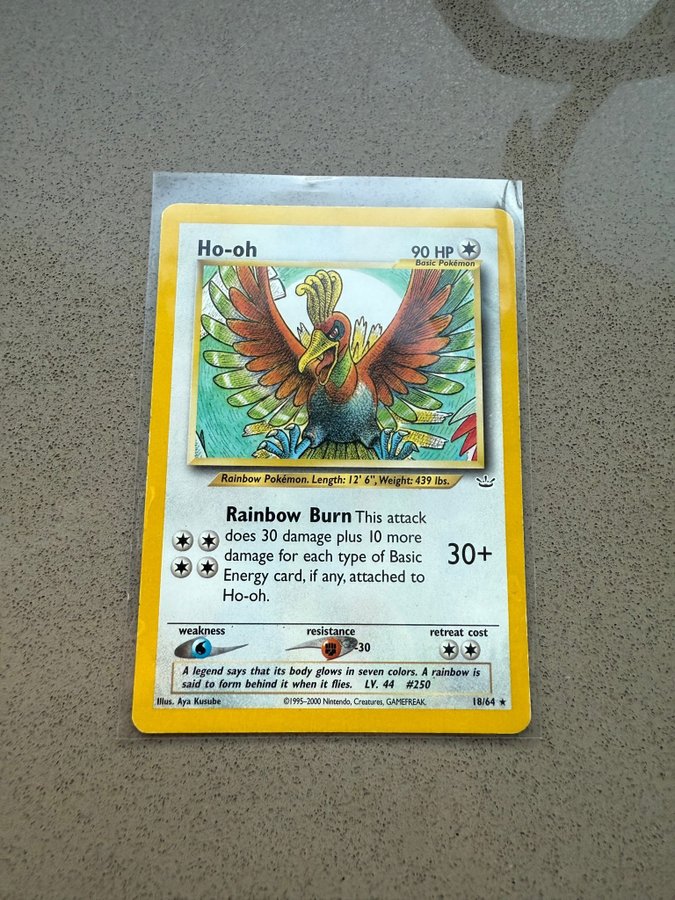 Ho-oh
90 HP
Basic Pokémon
Rainbow Pokémon. Length: 12' 6", Weight: 439 lbs.
Rainbow Burn This attack
does 30 damage plus 10 more
damage for each type of Basic
Energy card, if any, attached to
Ho-oh.
30+
weakness
resistance
retreat cost
-30
A legend says that its body glows in seven colors. A rainbow is
said to form behind it when it flies. LV. 44 #250
Illus. Aya Kusube
©1995-2000 Nintendo, Creatures, GAMEFREAK.
18/64 ★